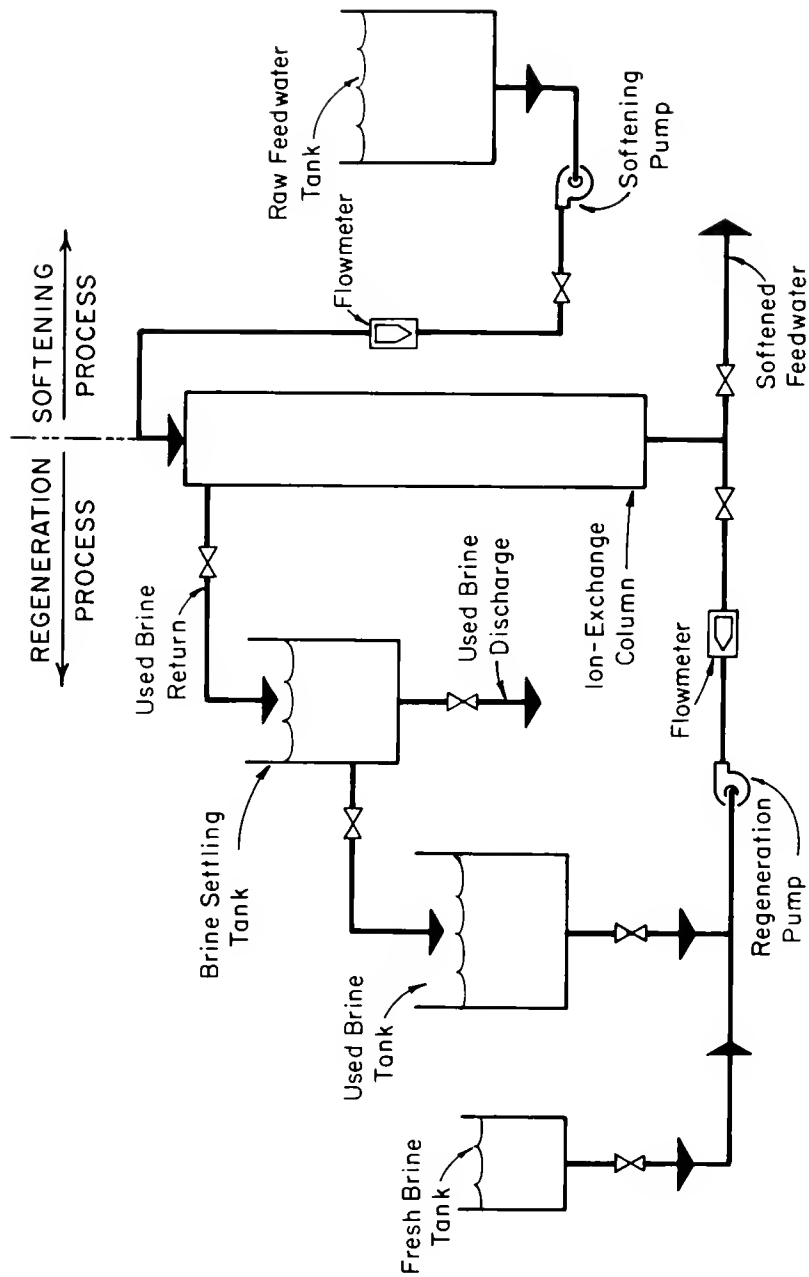 REGENERATION
PROCESS
SOFTENING
PROCESS
Used Brine
Return
Flowmeter
Raw Feedwater
Tank
Brine Settling
Tank
Used Brine
Discharge
Softening
Pump
Used Brine
Tank
Ion-Exchange
Column
Fresh Brine
Tank
Regeneration
Pump
Flowmeter
Softened
Feedwater